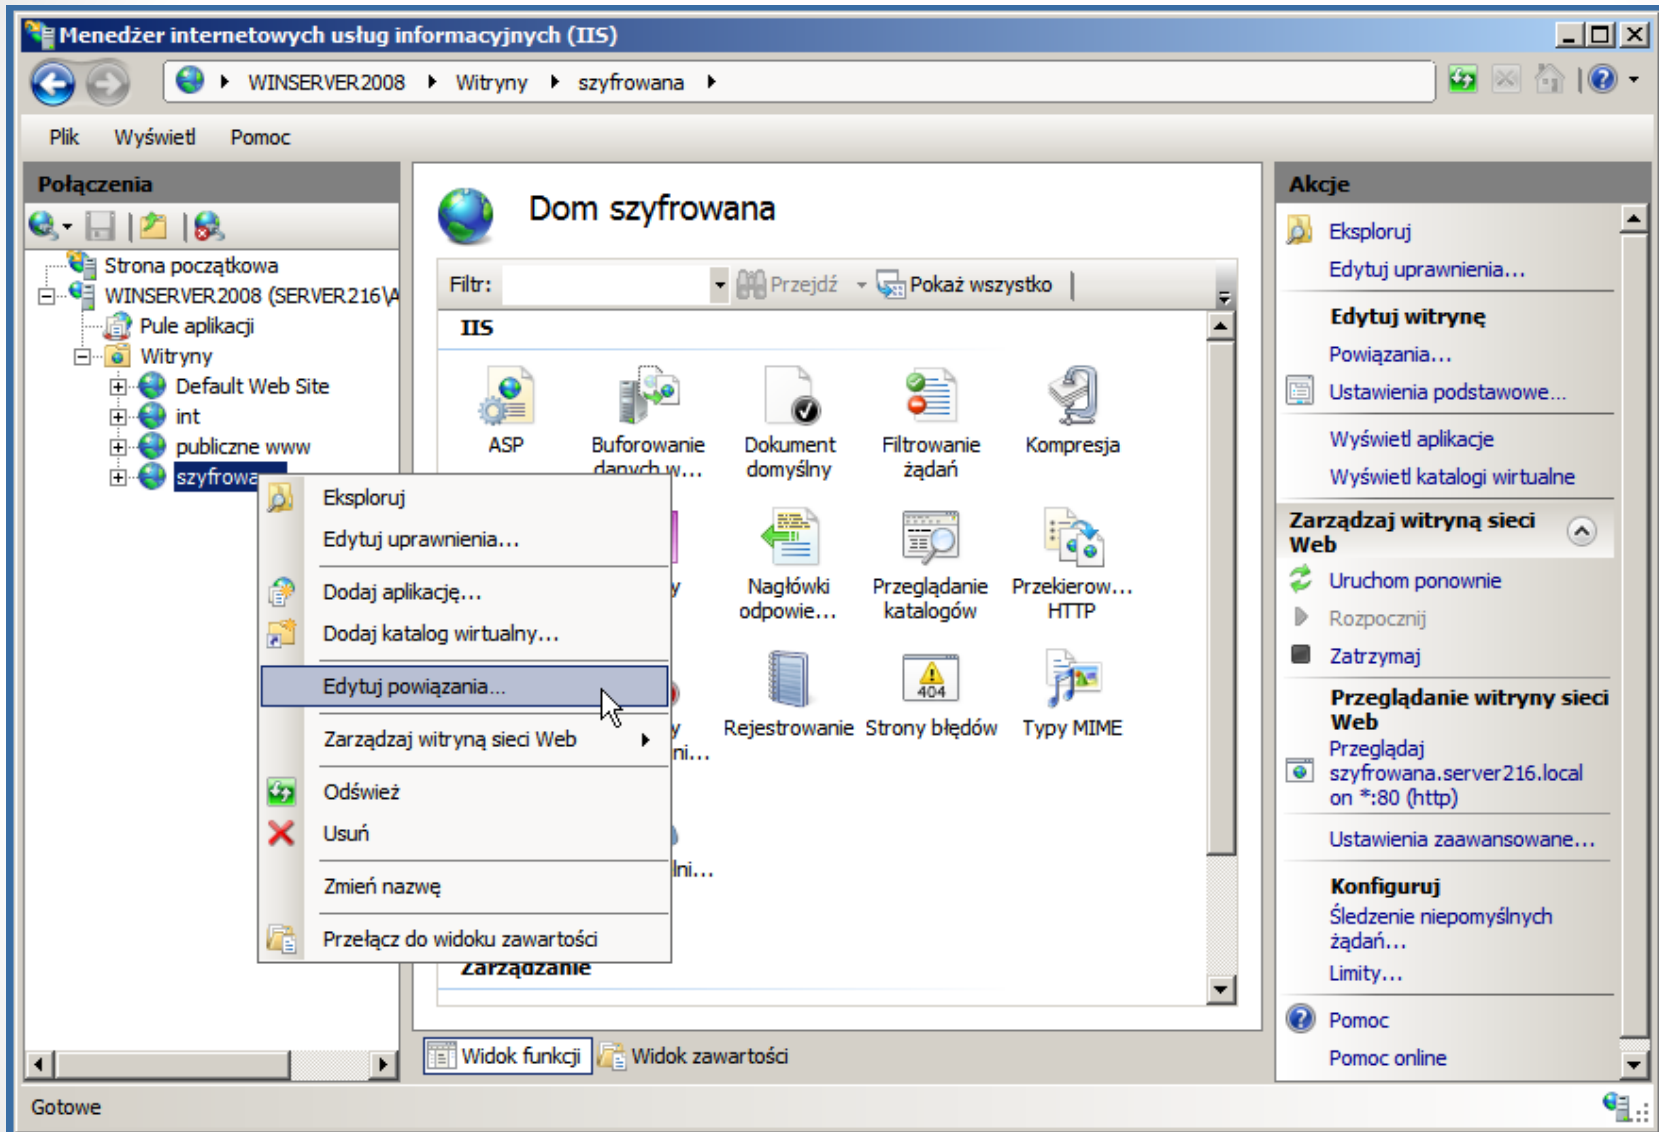 Menedżer internetowych usług informacyjnych (IIS)
WINSERVER2008 Witryny szyfrowana
Plik Wyświetl Pomoc
Połączenia
Strona początkowa
WINSERVER2008 (SERVER216\A
Pule aplikacji
Witryny
Default Web Site
int
publiczne www
szyfrowa
Eksploruj
Edytuj uprawnienia...
Dodaj aplikację...
Dodaj katalog wirtualny...
Edytuj powiązania...
Zarządzaj witryną sieci Web
Odśwież
Usuń
Zmień nazwę
Przełącz do widoku zawartości
Dom szyfrowana
Filtr: Przejdź Pokaż wszystko
IIS
ASP
Buforowanie
danych w...
Dokument
domyślny
Filtrowanie
żądań
Kompresja
Nagłówki
odpowie...
Przeglądanie
katalogów
Przekierow...
HTTP
404
Rejestrowanie
Strony błędów
Typy MIME
Zarządzanie
Widok funkcji Widok zawartości
Akcje
Eksploruj
Edytuj uprawnienia...
Edytuj witrynę
Powiązania...
Ustawienia podstawowe...
Wyświetl aplikacje
Wyświetl katalogi wirtualne
Zarządzaj witryną sieci
Web
Uruchom ponownie
Rozpocznij
Zatrzymaj
Przeglądanie witryny sieci
Web
Przeglądaj
szyfrowana.server216.local
on *:80 (http)
Ustawienia zaawansowane...
Konfiguruj
Śledzenie niepomyślnych
żądań...
Limity...
Pomoc
Pomoc online
Gotowe